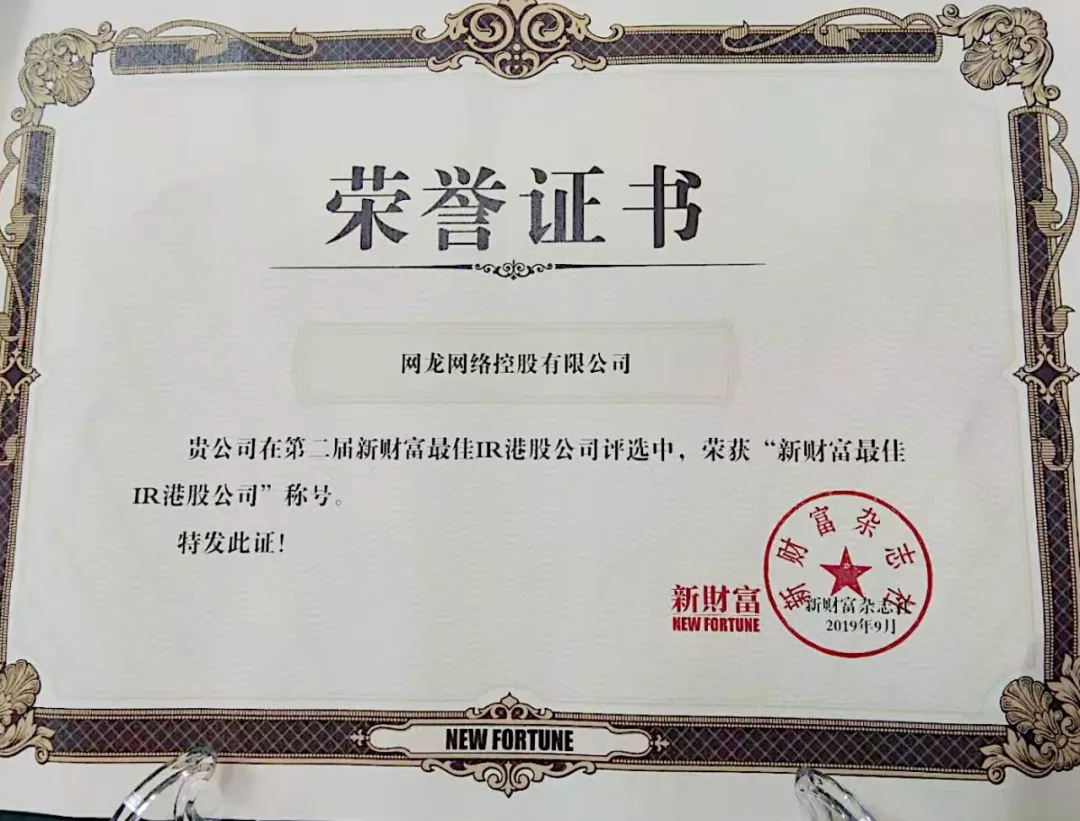 荣誉证书
网龙网络控股有限公司
贵公司在第二届新财富最佳IR港股公司评选中，荣获“新财富最佳
IR港股公司”称号。
特发此证！
新財富
NEW FORTUNE
新财富杂志社
新财富杂志社
2019年9月
NEW FORTUNE